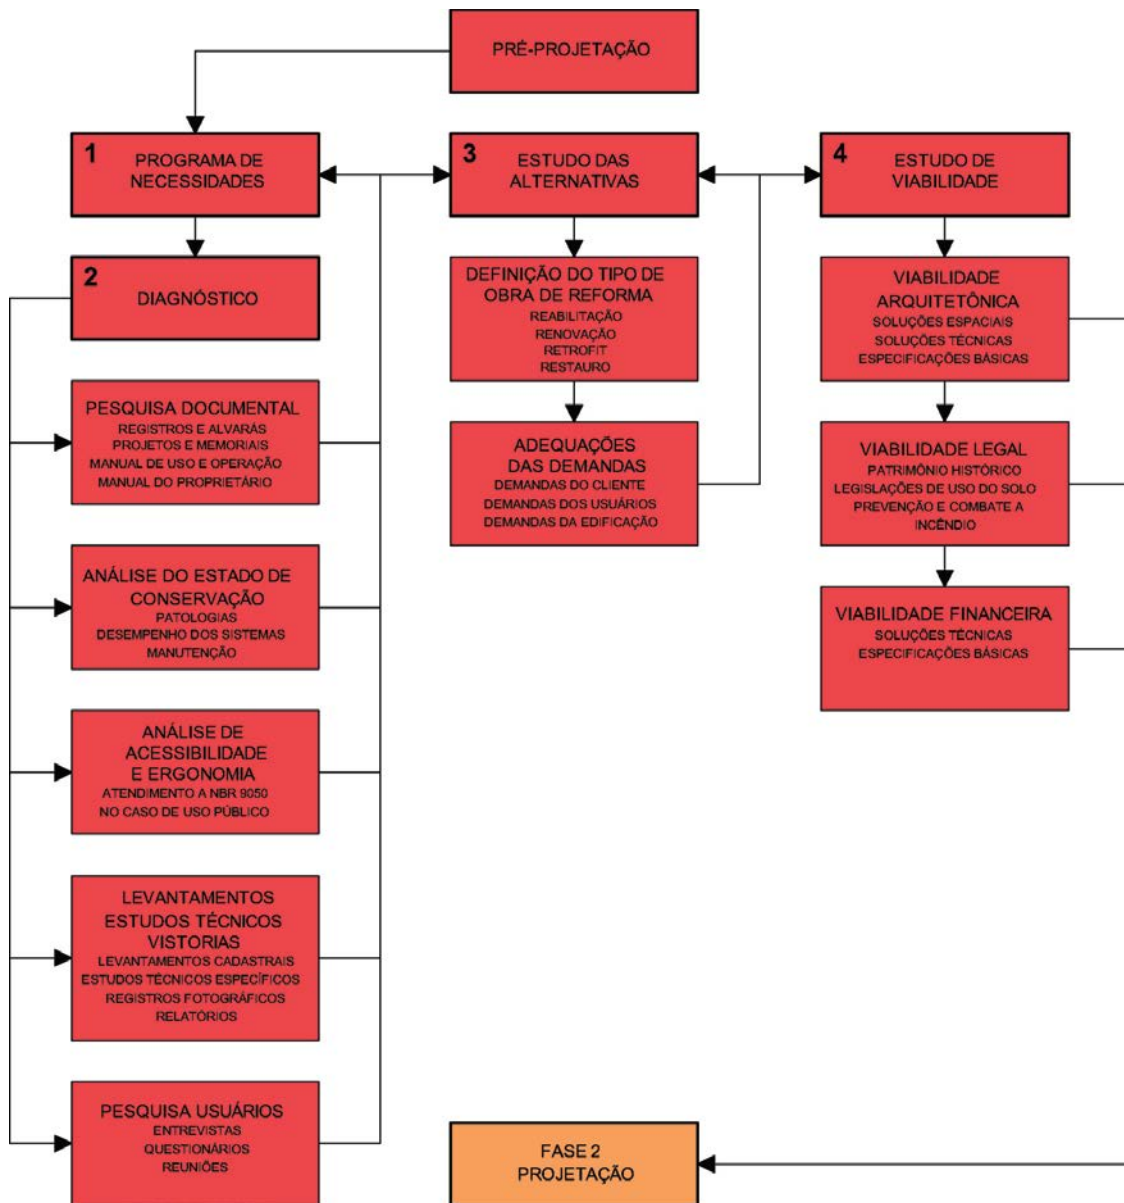 PRÉ-PROJETAÇÃO
1
PROGRAMA DE
NECESSIDADES
2
DIAGNÓSTICO
PESQUISA DOCUMENTAL
REGISTROS E ALVARÁS
PROJETOS E MEMORIAIS
MANUAL DE USO E OPERAÇÃO
MANUAL DO PROPRIETÁRIO
ANÁLISE DO ESTADO DE
CONSERVAÇÃO
PATOLOGIAS
DESEMPENHO DOS SISTEMAS
MANUTENÇÃO
ANÁLISE DE
ACESSIBILIDADE
E ERGONOMIA
ATENDIMENTO A NBR 9050
NO CASO DE USO PÚBLICO
LEVANTAMENTOS
ESTUDOS TÉCNICOS
VISTORIAS
LEVANTAMENTOS CADASTRAIS
ESTUDOS TÉCNICOS ESPECÍFICOS
REGISTROS FOTOGRÁFICOS
RELATÓRIOS
PESQUISA USUÁRIOS
ENTREVISTAS
QUESTIONÁRIOS
REUNIÕES
3
ESTUDO DAS
ALTERNATIVAS
DEFINIÇÃO DO TIPO DE
OBRA DE REFORMA
REABILITAÇÃO
RENOVAÇÃO
RETROFIT
RESTAURO
ADEQUAÇÕES
DAS DEMANDAS
DEMANDAS DO CLIENTE
DEMANDAS DOS USUÁRIOS
DEMANDAS DA EDIFICAÇÃO
4
ESTUDO DE
VIABILIDADE
VIABILIDADE
ARQUITETÔNICA
SOLUÇÕES ESPACIAIS
SOLUÇÕES TÉCNICAS
ESPECIFICAÇÕES BÁSICAS
VIABILIDADE LEGAL
PATRIMÔNIO HISTÓRICO
LEGISLAÇÕES DE USO DO SOLO
PREVENÇÃO E COMBATE A
INCÊNDIO
VIABILIDADE FINANCEIRA
SOLUÇÕES TÉCNICAS
ESPECIFICAÇÕES BÁSICAS
FASE 2
PROJETAÇÃO